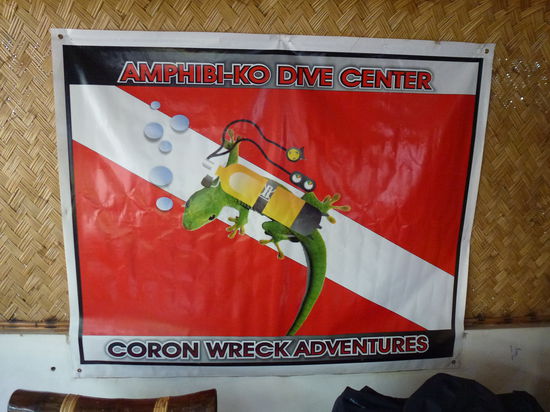 AMPHIBI-KO DIVE CENTER
CORON WRECK ADVENTURES